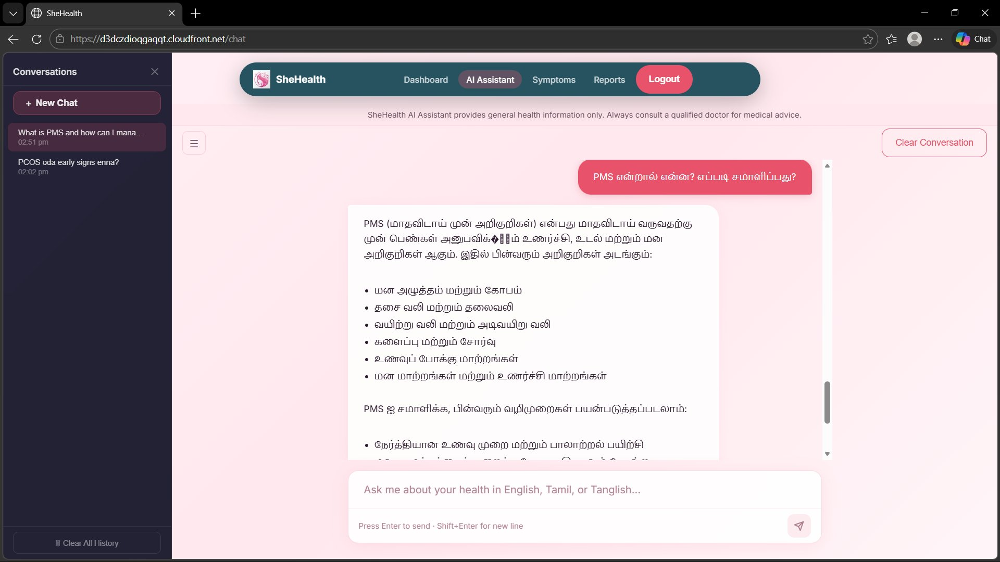 SheHealth
https://d3dczdioqgaqqt.cloudfront.net/chat
Chat
Conversations
+ New Chat
What is PMS and how can I mana...
02:51 pm
PCOS oda early signs enna?
02:02 pm
Clear All History
SheHealth
Dashboard
AI Assistant
Symptoms
Reports
Logout
SheHealth AI Assistant provides general health information only. Always consult a qualified doctor for medical advice.
Clear Conversation
PMS என்றால் என்ன? எப்படி சமாளிப்பது?
PMS (மாதவிடாய் முன் அறிகுறிகள்) என்பது மாதவிடாய் வருவதற்கு
முன் பெண்கள் அனுபவிக்���ம் உணர்ச்சி, உடல் மற்றும் மன
அறிகுறிகள் ஆகும். இதில் பின்வரும் அறிகுறிகள் அடங்கும்:
• மன அழுத்தம் மற்றும் கோபம்
• தசை வலி மற்றும் தலைவலி
• வயிற்று வலி மற்றும் அடிவயிறு வலி
• களைப்பு மற்றும் சோர்வு
• உணவுப் போக்கு மாற்றங்கள்
• மன மாற்றங்கள் மற்றும் உணர்ச்சி மாற்றங்கள்
PMS ஐ சமாளிக்க, பின்வரும் வழிமுறைகள் பயன்படுத்தப்படலாம்:
• நேர்த்தியான உணவு முறை மற்றும் பாலாற்றல் பயிற்சி
Ask me about your health in English, Tamil, or Tanglish...
Press Enter to send · Shift+Enter for new line